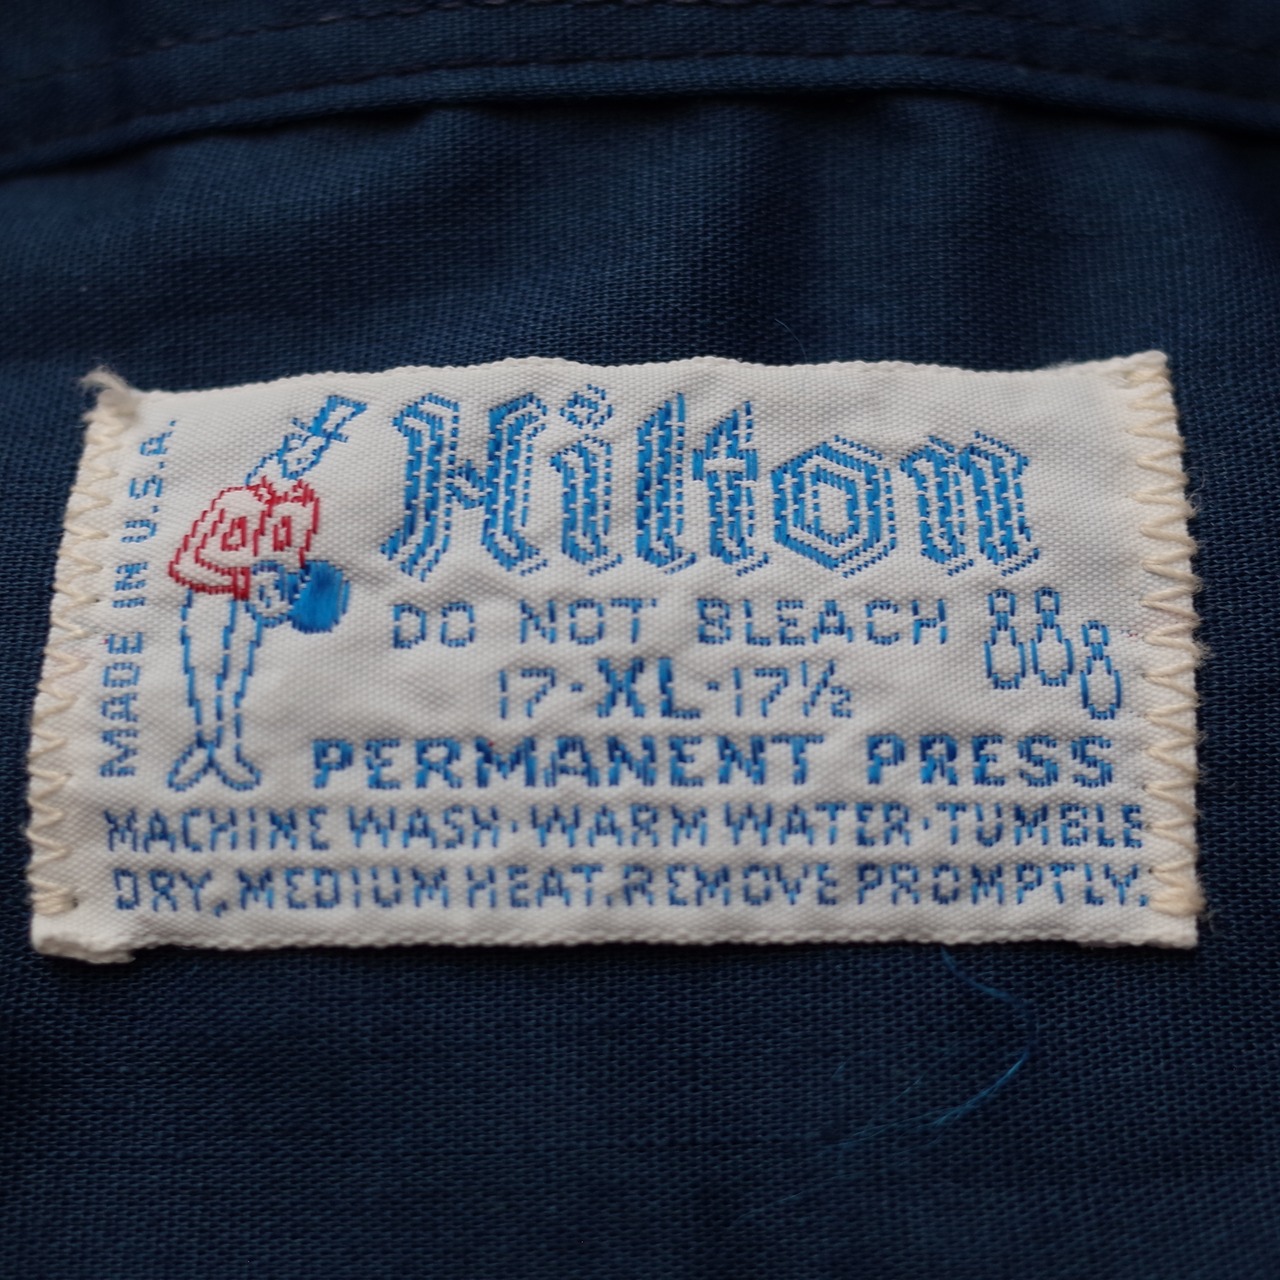 MADE IN U.S.A.
Hilton
DO NOT BLEACH
17·XL·17½
PERMANENT PRESS
MACHINE WASH·WARM WATER·TUMBLE
DRY, MEDIUM HEAT. REMOVE PROMPTLY.